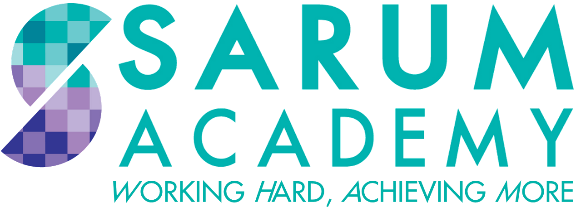 SARUM
ACADEMY
WORKING HARD, ACHIEVING MORE